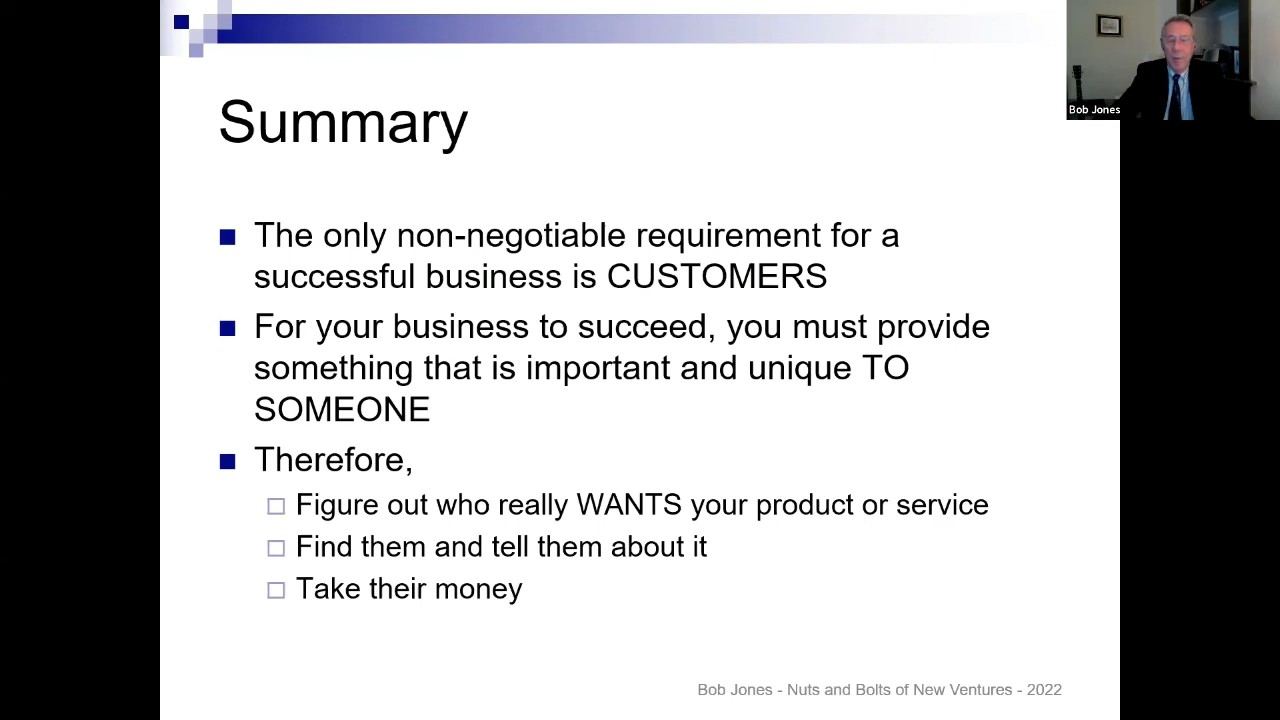 Bob Jones
Summary
The only non-negotiable requirement for a
successful business is CUSTOMERS
For your business to succeed, you must provide
something that is important and unique TO
SOMEONE
Therefore,
Figure out who really WANTS your product or service
Find them and tell them about it
Take their money
Bob Jones - Nuts and Bolts of New Ventures - 2022